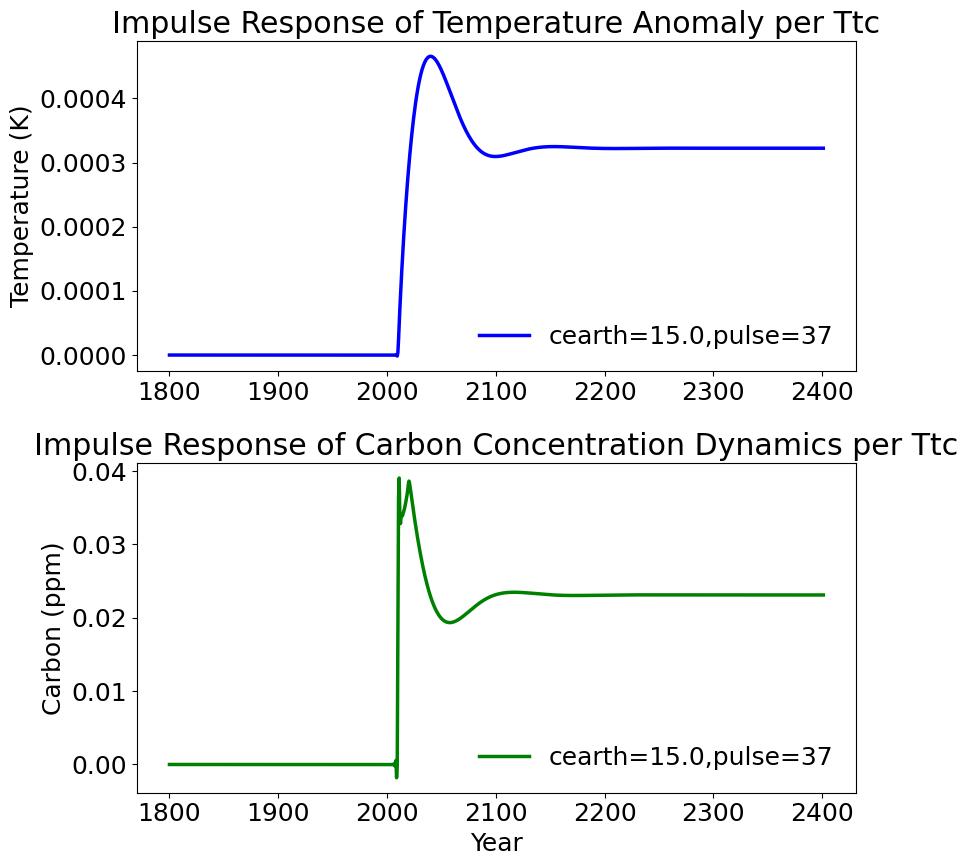 Impulse Response of Temperature Anomaly per Ttc
Temperature (K)
0.0004
0.0003
0.0002
0.0001
0.0000
cearth=15.0,pulse=37
1800 1900 2000 2100 2200 2300 2400
Impulse Response of Carbon Concentration Dynamics per Ttc
Carbon (ppm)
0.04
0.03
0.02
0.01
0.00
cearth=15.0,pulse=37
1800 1900 2000 2100 2200 2300 2400
Year